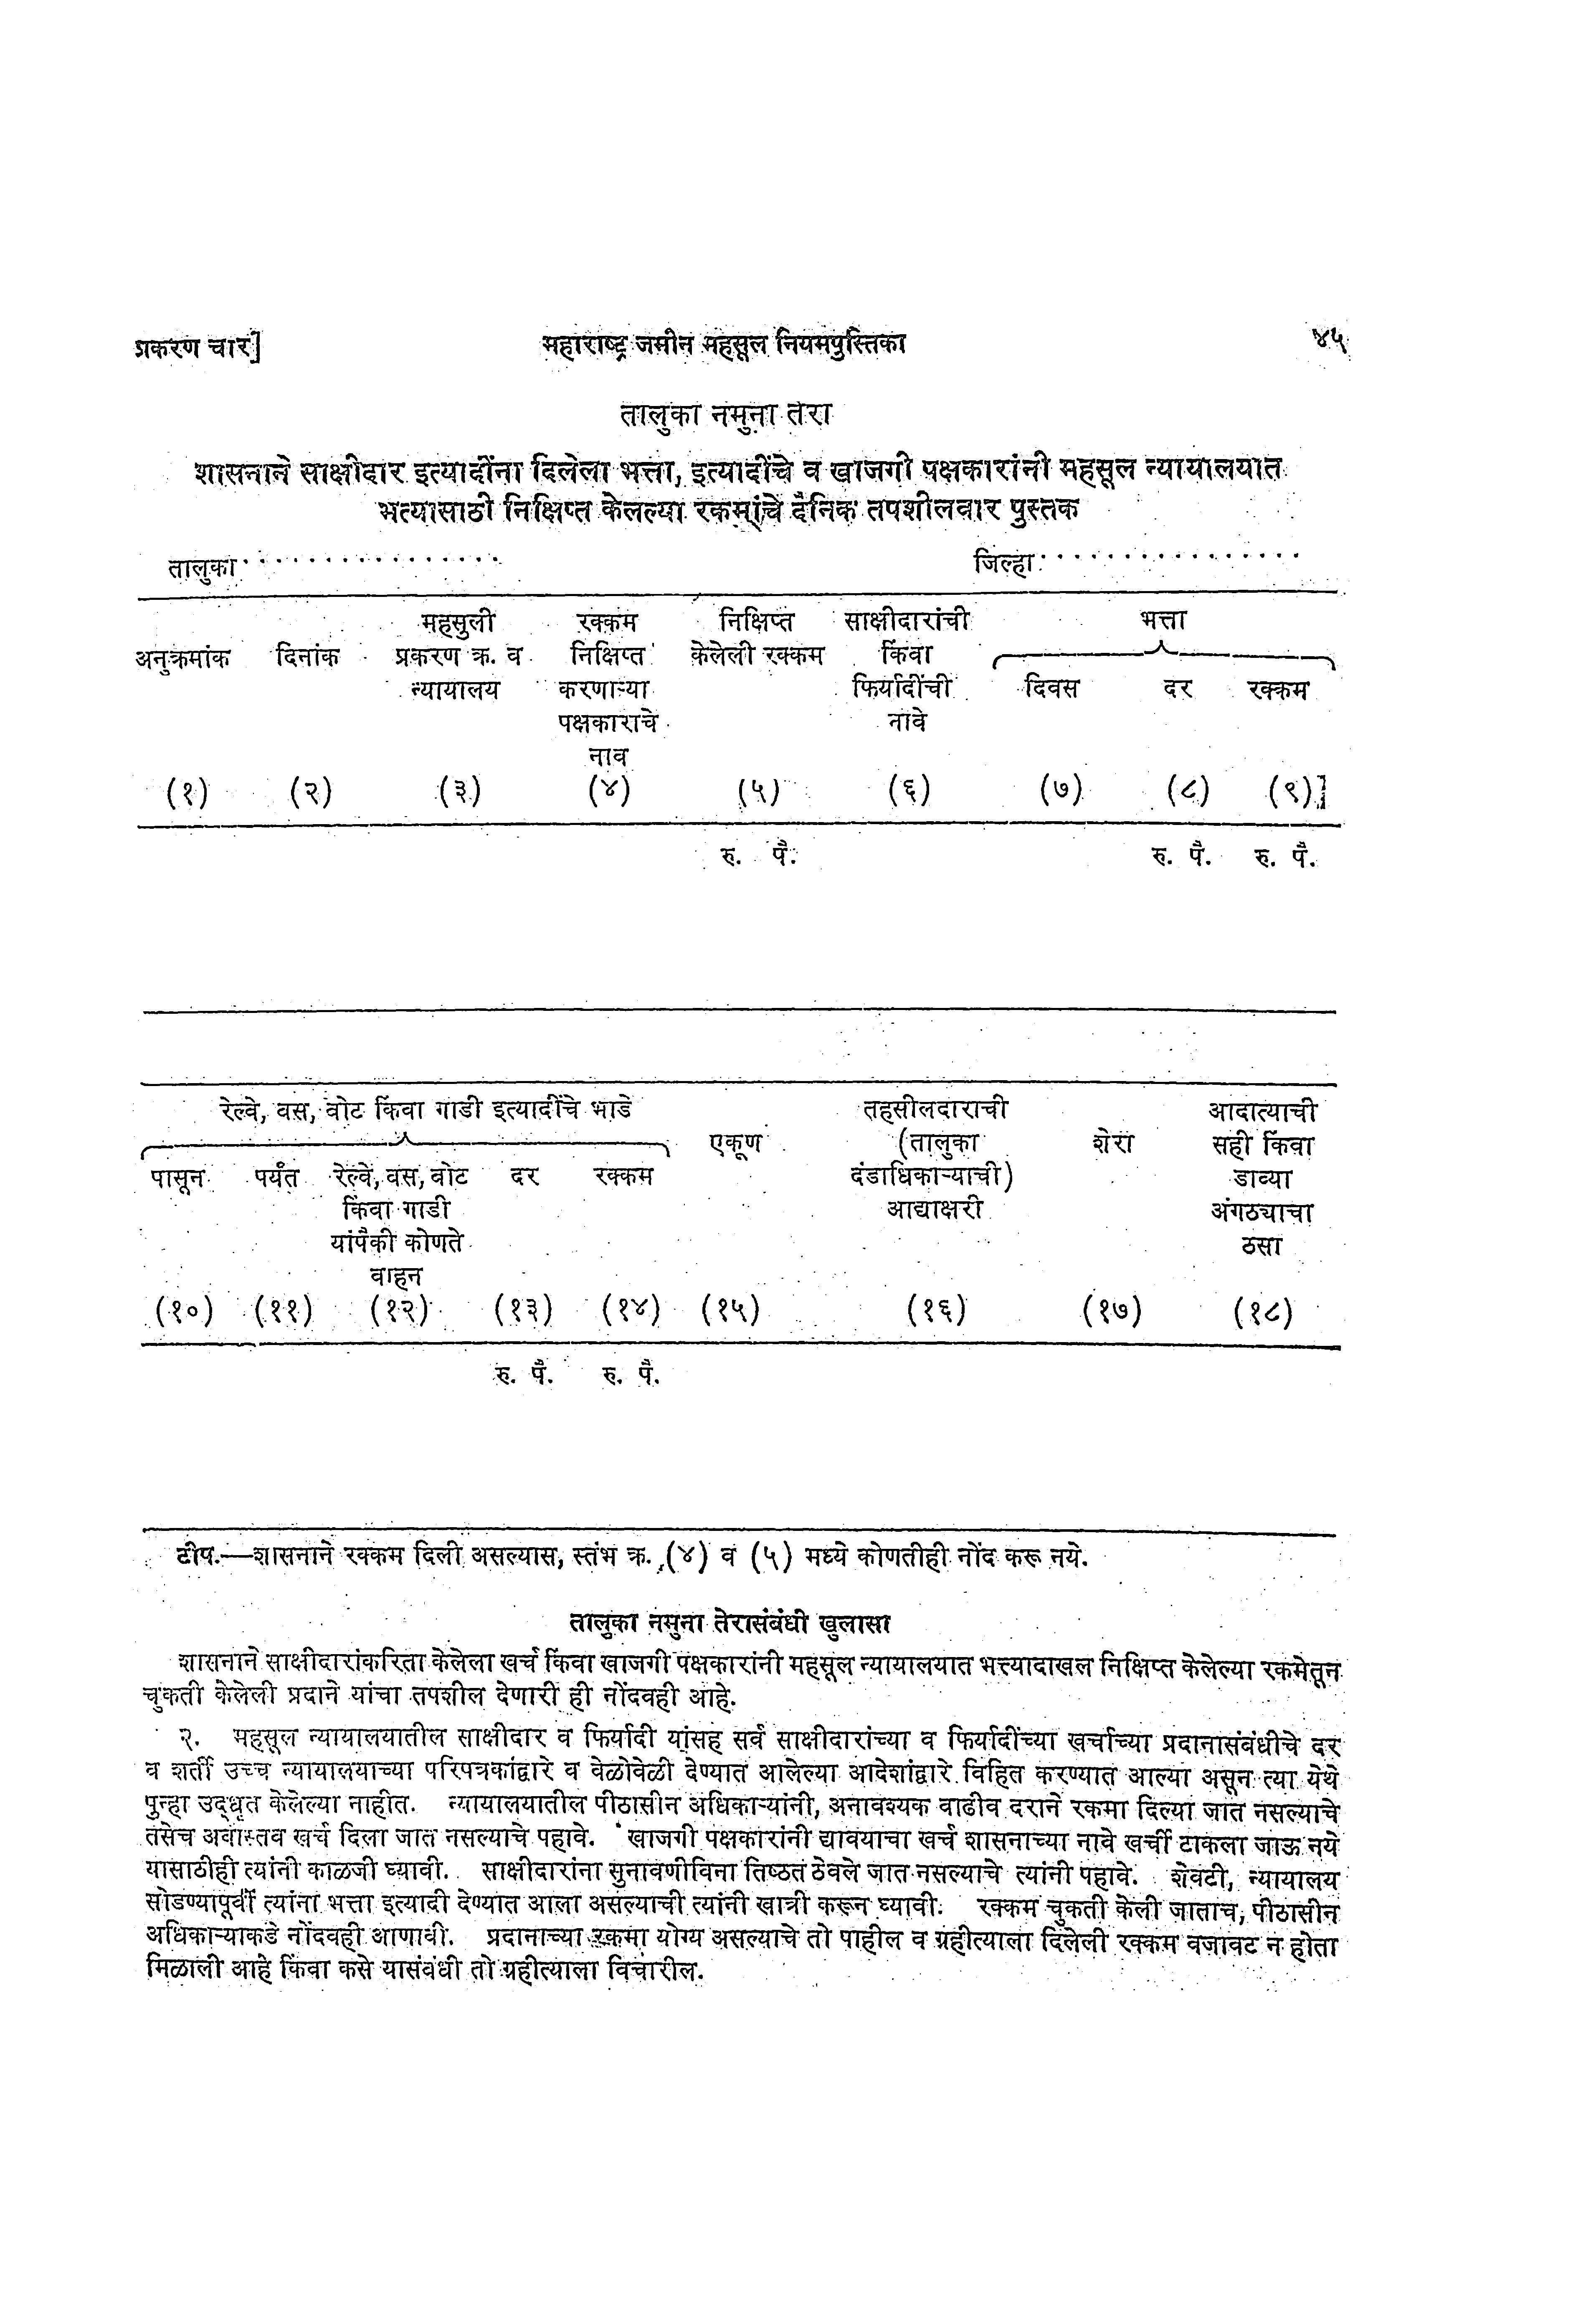 प्रकरण चार]
महाराष्ट्र जमीन महसूल नियमपुस्तिका
४५
तालुका नमुना तेरा
शासनाने साक्षीदार इत्यादींना दिलेला भत्ता, इत्यादींचे व खाजगी पक्षकारांनी महसूल न्यायालयात
भत्यासाठी निक्षिप्त केलल्या रकमांचे दैनिक तपशीलवार पुस्तक
तालुका................. जिल्हा.................
महसुली रक्कम निक्षिप्त साक्षीदारांची भत्ता
अनुक्रमांक दिनांक प्रकरण क्र. व निक्षिप्त केलेली रक्कम किंवा
न्यायालय करणाऱ्या फिर्यादींची दिवस दर रक्कम
पक्षकाराचे नावे
नाव
(१) (२) (३) (४) (५) (६) (७) (८) (९)]
रु. पै. रु. पै. रु. पै.
रेल्वे, बस, बोट किंवा गाडी इत्यादींचे भाडे तहसीलदाराची आदात्याची
एकूण (तालुका शेरा सही किंवा
पासून पर्यंत रेल्वे, बस, बोट दर रक्कम दंडाधिकाऱ्याची) डाव्या
किंवा गाडी आद्याक्षरी अंगठ्याचा
यांपैकी कोणते ठसा
वाहन
(१०) (११) (१२) (१३) (१४) (१५) (१६) (१७) (१८)
रु. पै. रु. पै.
टीप.—शासनाने रक्कम दिली असल्यास, स्तंभ क्र. (४) व (५) मध्ये कोणतीही नोंद करू नये.
तालुका नमुना तेरासंबंधी खुलासा
शासनाने साक्षीदारांकरिता केलेला खर्च किंवा खाजगी पक्षकारांनी महसूल न्यायालयात भत्त्यादाखल निक्षिप्त केलेल्या रकमेतून
चुकती केलेली प्रदाने यांचा तपशील देणारी ही नोंदवही आहे.
२. महसूल न्यायालयातील साक्षीदार व फिर्यादी यांसह सर्व साक्षीदारांच्या व फिर्यादींच्या खर्चाच्या प्रदानासंबंधीचे दर
व शर्ती उच्च न्यायालयाच्या परिपत्रकांद्वारे व वेळोवेळी देण्यात आलेल्या आदेशांद्वारे विहित करण्यात आल्या असून त्या येथे
पुन्हा उद्धृत केलेल्या नाहीत. न्यायालयातील पीठासीन अधिकाऱ्यांनी, अनावश्यक वाढीव दराने रकमा दिल्या जात नसल्याचे
तसेच अवास्तव खर्च दिला जात नसल्याचे पहावे. खाजगी पक्षकारांनी द्यावयाचा खर्च शासनाच्या नावे खर्ची टाकला जाऊ नये
यासाठीही त्यांनी काळजी घ्यावी. साक्षीदारांना सुनावणीविना तिष्ठत ठेवले जात नसल्याचे त्यांनी पहावे. शेवटी, न्यायालय
सोडण्यापूर्वी त्यांना भत्ता इत्यादी देण्यात आला असल्याची त्यांनी खात्री करून घ्यावी. रक्कम चुकती केली जाताच, पीठासीन
अधिकाऱ्याकडे नोंदवही आणावी. प्रदानाच्या रकमा योग्य असल्याचे तो पाहील व ग्रहीत्याला दिलेली रक्कम वजावट न होता
मिळाली आहे किंवा कसे यासंबंधी तो ग्रहीत्याला विचारील.